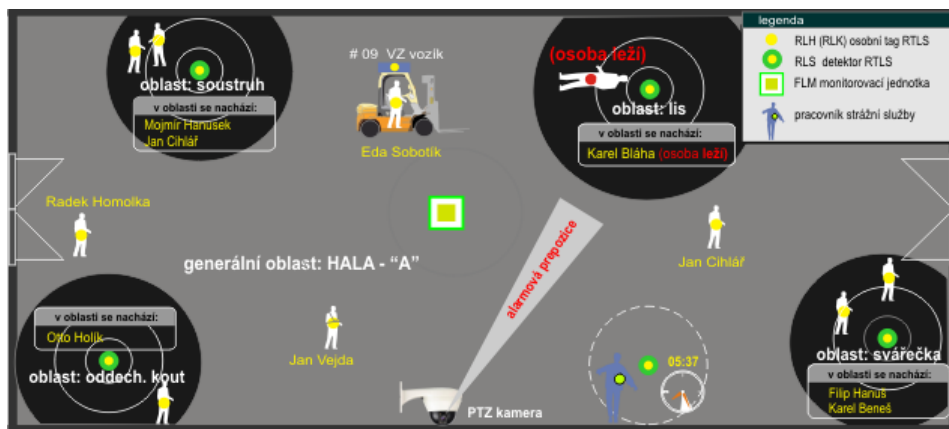 legenda
RLH (RLK) osobní tag RTLS
RLS detektor RTLS
FLM monitorovací jednotka
pracovník strážní služby
oblast: soustruh
v oblasti se nachází:
Mojmír Hanúsek
Jan Cihlář
# 09 VZ vozík
Eda Sobotík
(osoba leží)
oblast: lis
v oblasti se nachází:
Karel Bláha (osoba leží)
Radek Homolka
generální oblast: HALA - “A”
alarmová prepozice
Jan Cihlář
v oblasti se nachází:
Otto Holík
oblast: oddech. kout
Jan Vejda
PTZ kamera
05:37
oblast: svářečka
v oblasti se nachází:
Filip Hanuš
Karel Beneš